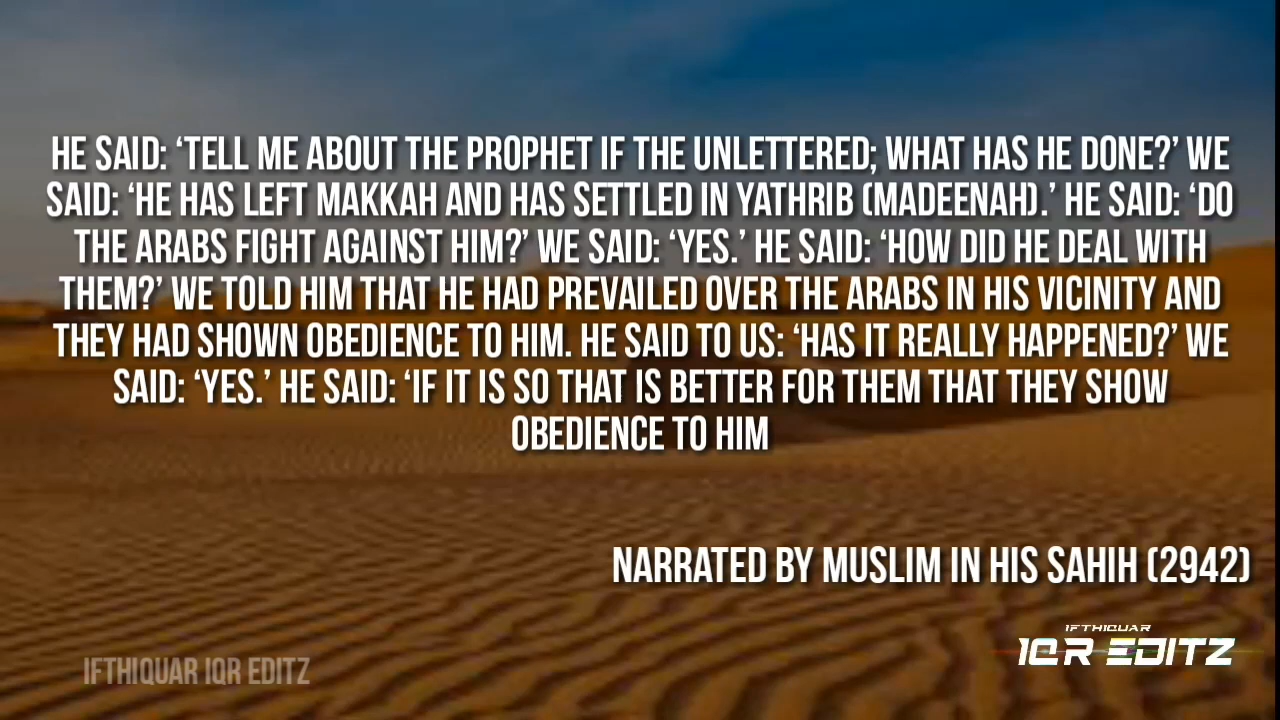 HE SAID: ‘TELL ME ABOUT THE PROPHET IF THE UNLETTERED; WHAT HAS HE DONE?’ WE
SAID: ‘HE HAS LEFT MAKKAH AND HAS SETTLED IN YATHRIB (MADEENAH).’ HE SAID: ‘DO
THE ARABS FIGHT AGAINST HIM?’ WE SAID: ‘YES.’ HE SAID: ‘HOW DID HE DEAL WITH
THEM?’ WE TOLD HIM THAT HE HAD PREVAILED OVER THE ARABS IN HIS VICINITY AND
THEY HAD SHOWN OBEDIENCE TO HIM. HE SAID TO US: ‘HAS IT REALLY HAPPENED?’ WE
SAID: ‘YES.’ HE SAID: ‘IF IT IS SO THAT IS BETTER FOR THEM THAT THEY SHOW
OBEDIENCE TO HIM
NARRATED BY MUSLIM IN HIS SAHIH (2942)
IFTHIQUAR
IQR EDITZ
IFTHIQUAR IQR EDITZ